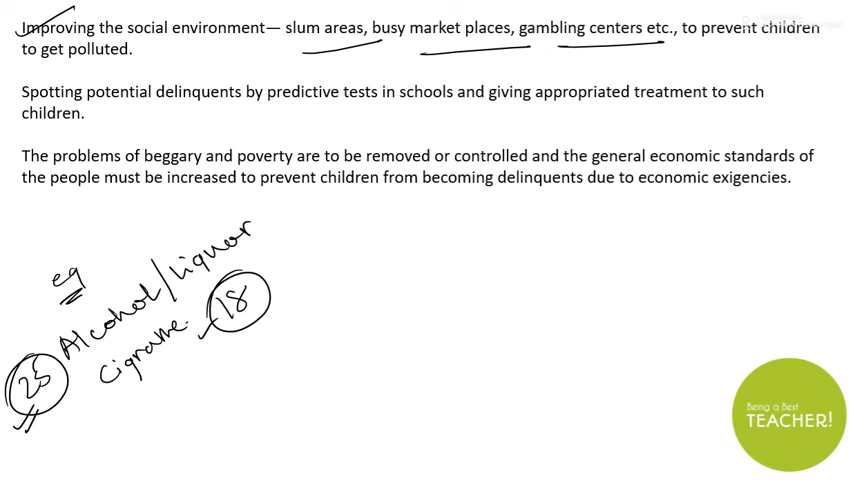 Improving the social environment— slum areas, busy market places, gambling centers etc., to prevent children
to get polluted.
Spotting potential delinquents by predictive tests in schools and giving appropriated treatment to such
children.
The problems of beggary and poverty are to be removed or controlled and the general economic standards of
the people must be increased to prevent children from becoming delinquents due to economic exigencies.
eg
Alcohol/Liquor
25
18
Being a Best
TEACHER!